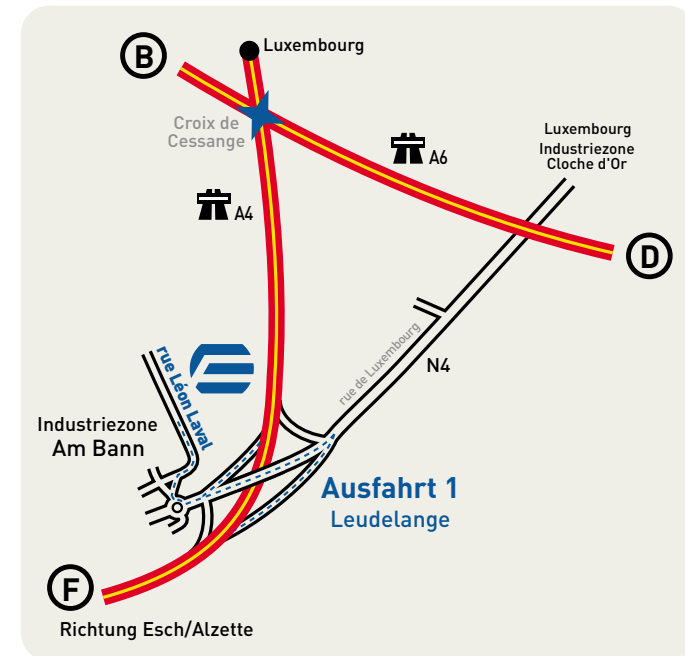 Luxembourg
B
Croix de
Cessange
Luxembourg
Industriezone
Cloche d'Or
A6
A4
D
rue de Luxembourg
N4
rue Léon Laval
Industriezone
Am Bann
Ausfahrt 1
Leudelange
F
Richtung Esch/Alzette